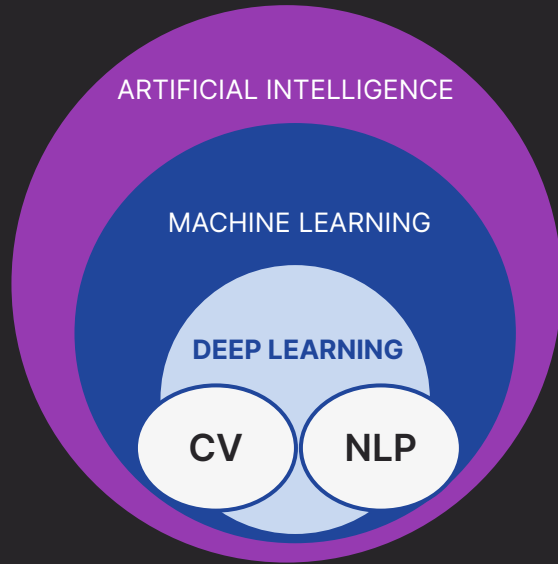 ARTIFICIAL INTELLIGENCE
MACHINE LEARNING
DEEP LEARNING
CV NLP